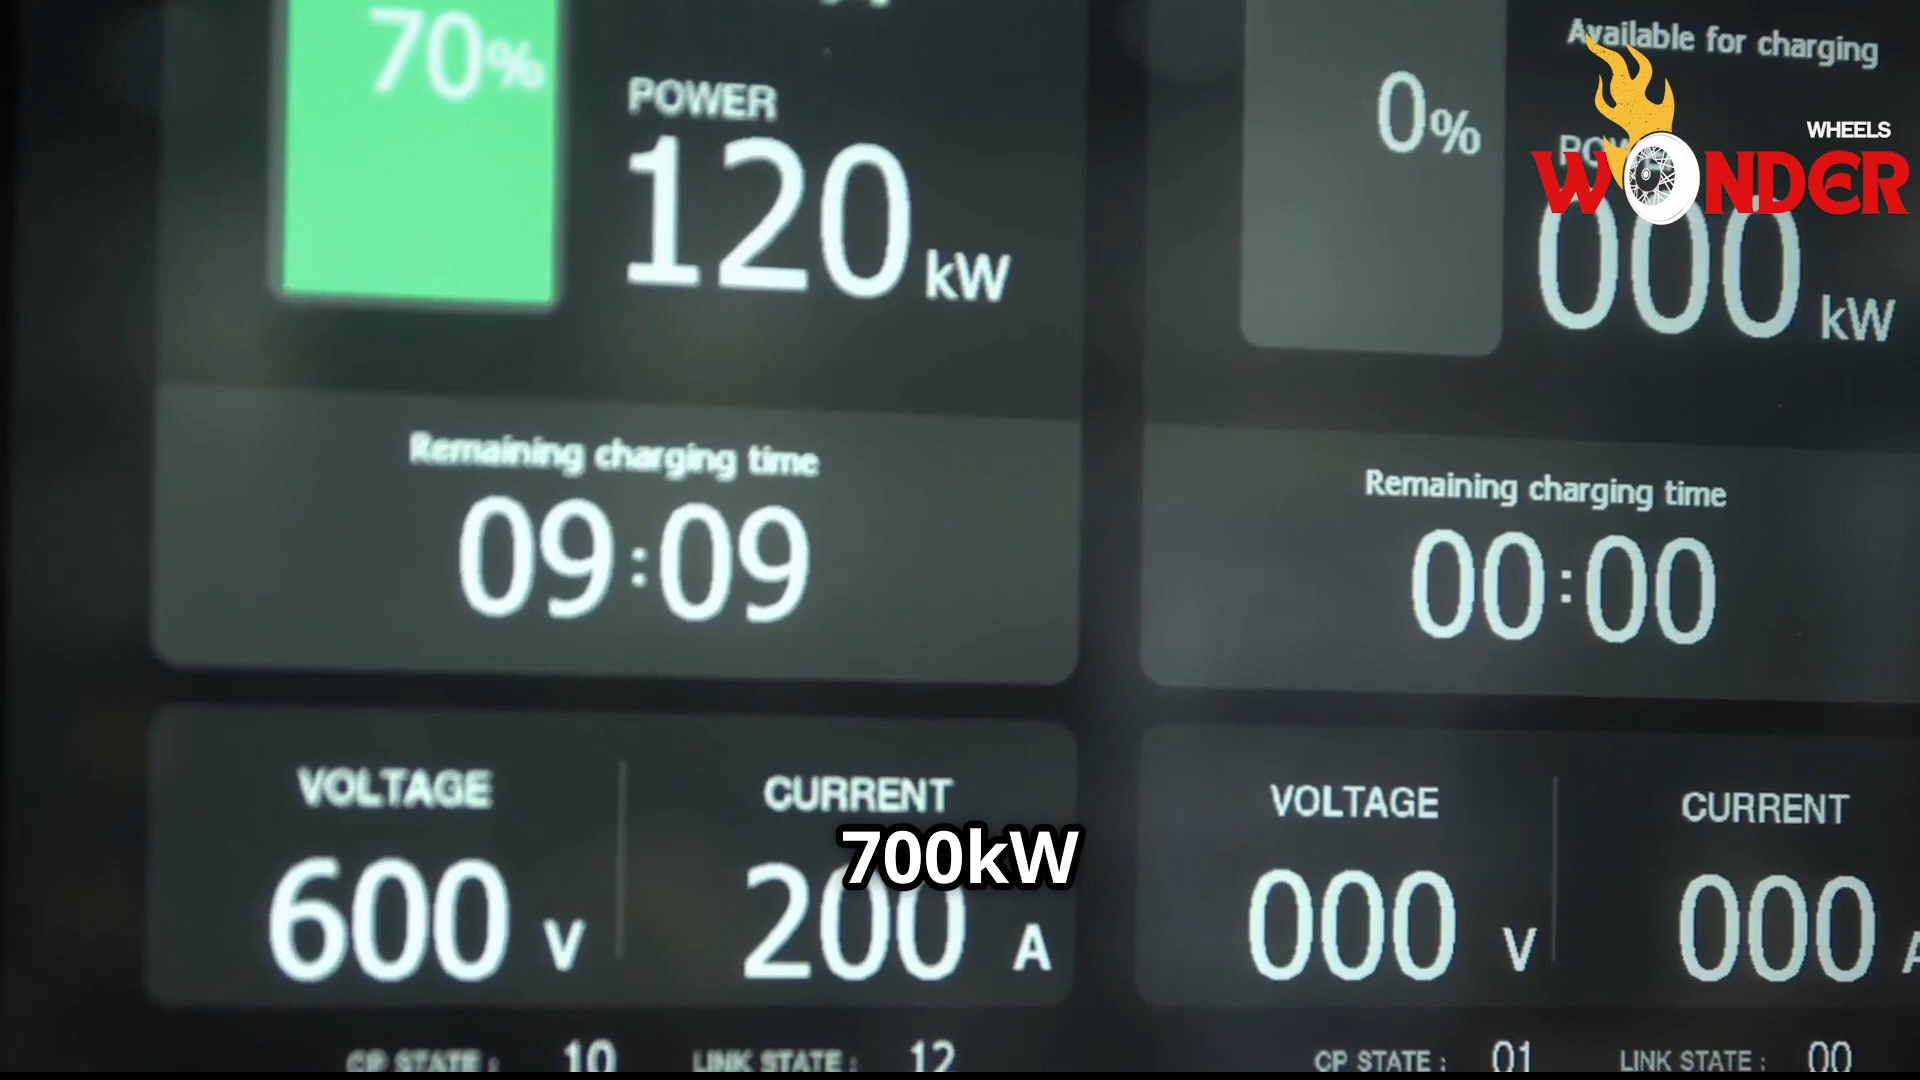 70%
POWER
120 kW
Remaining charging time
09:09
VOLTAGE
600 V
CURRENT
200 A
CP STATE : 10
LINK STATE : 12
Available for charging
0%
000 kW
Remaining charging time
00:00
VOLTAGE
000 V
CURRENT
000
CP STATE : 01
LINK STATE : 00
WHEELS
WONDER
700kW